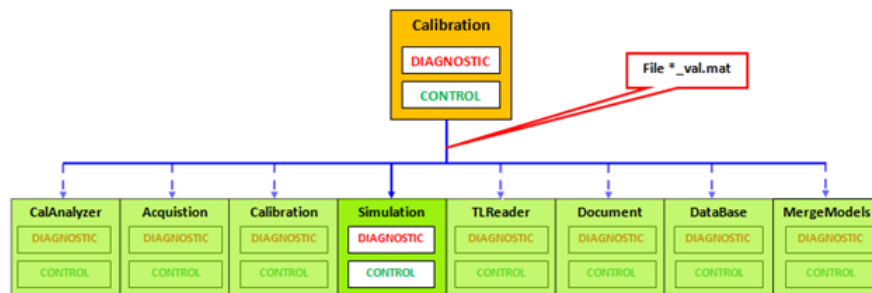 Calibration
DIAGNOSTIC
File *_val.mat
CONTROL
CalAnalyzer Acquistion Calibration Simulation TLReader Document DataBase MergeModels
DIAGNOSTIC DIAGNOSTIC DIAGNOSTIC DIAGNOSTIC DIAGNOSTIC DIAGNOSTIC DIAGNOSTIC DIAGNOSTIC
CONTROL CONTROL CONTROL CONTROL CONTROL CONTROL CONTROL CONTROL